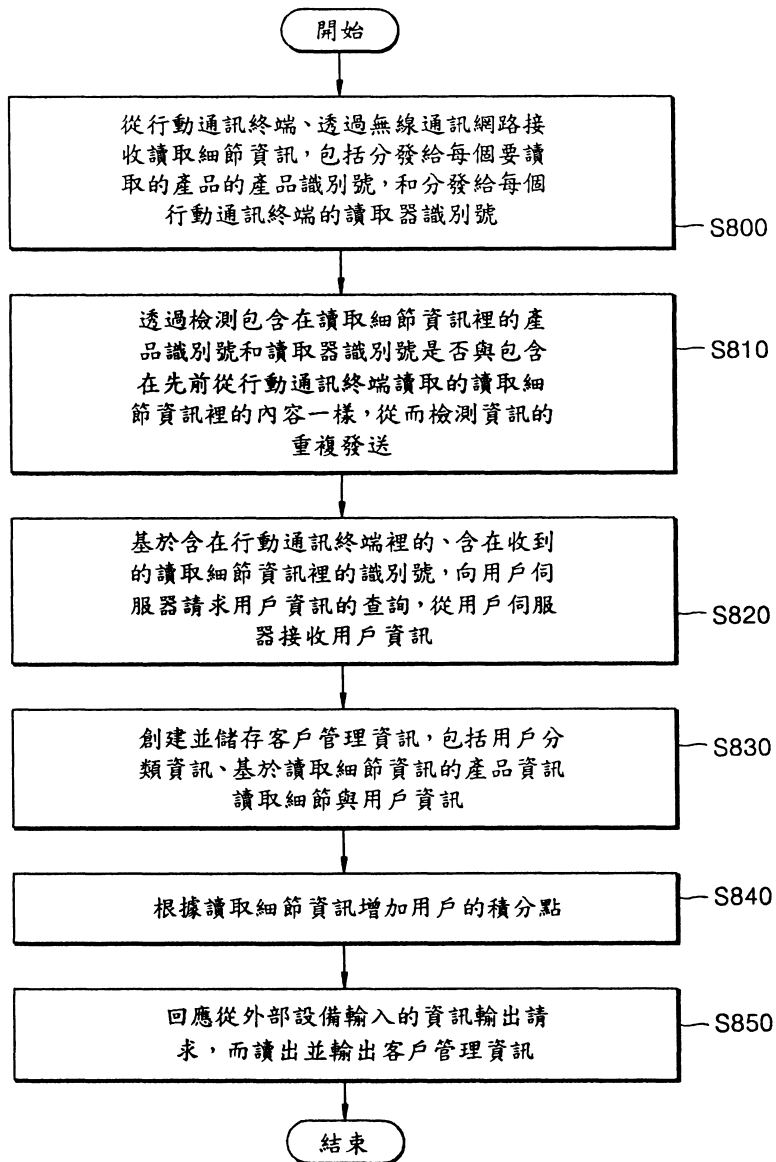 開始
從行動通訊終端、透過無線通訊網路接
收讀取細節資訊，包括分發給每個要讀
取的產品的產品識別號，和分發給每個
行動通訊終端的讀取器識別號
S800
透過檢測包含在讀取細節資訊裡的產
品識別號和讀取器識別號是否與包含
在先前從行動通訊終端讀取的讀取細
節資訊裡的內容一樣，從而檢測資訊的
重複發送
S810
基於含在行動通訊終端裡的、含在收到
的讀取細節資訊裡的識別號，向用戶伺
服器請求用戶資訊的查詢，從用戶伺服
器接收用戶資訊
S820
創建並儲存客戶管理資訊，包括用戶分
類資訊、基於讀取細節資訊的產品資訊
讀取細節與用戶資訊
S830
根據讀取細節資訊增加用戶的積分點
S840
回應從外部設備輸入的資訊輸出請
求，而讀出並輸出客戶管理資訊
S850
結束